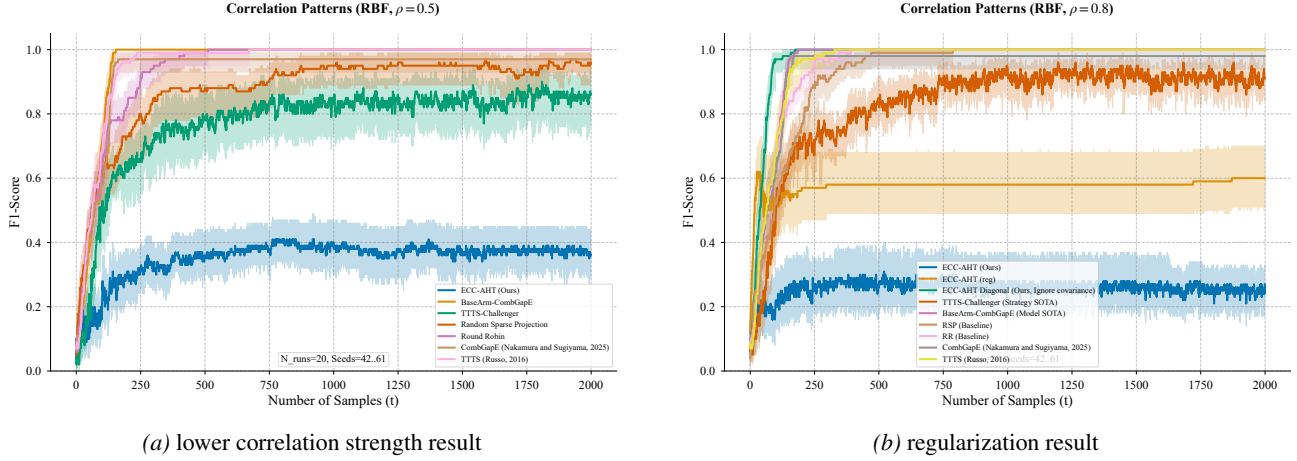 Correlation Patterns (RBF, ρ = 0.5)
1.0
0.8
0.6
0.4
0.2
0.0
F1-Score
ECC-AHT (Ours)
BaseArm-CombGapE
TTTS-Challenger
Random Sparse Projection
Round Robin
CombGapE (Nakamura and Sugiyama, 2025)
TTTS (Russo, 2016)
N_runs=20, Seeds=42..61
0 250 500 750 1000 1250 1500 1750 2000
Number of Samples (t)
(a) lower correlation strength result
Correlation Patterns (RBF, ρ = 0.8)
1.0
0.8
0.6
0.4
0.2
0.0
F1-Score
ECC-AHT (Ours)
ECC-AHT (reg)
ECC-AHT Diagonal (Ours, Ignore covariance)
TTTS-Challenger (Strategy SOTA)
BaseArm-CombGapE (Model SOTA)
RSP (Baseline)
RR (Baseline)
CombGapE (Nakamura and Sugiyama, 2025)
TTTS (Russo, 2016)
Seeds=42..61
0 250 500 750 1000 1250 1500 1750 2000
Number of Samples (t)
(b) regularization result